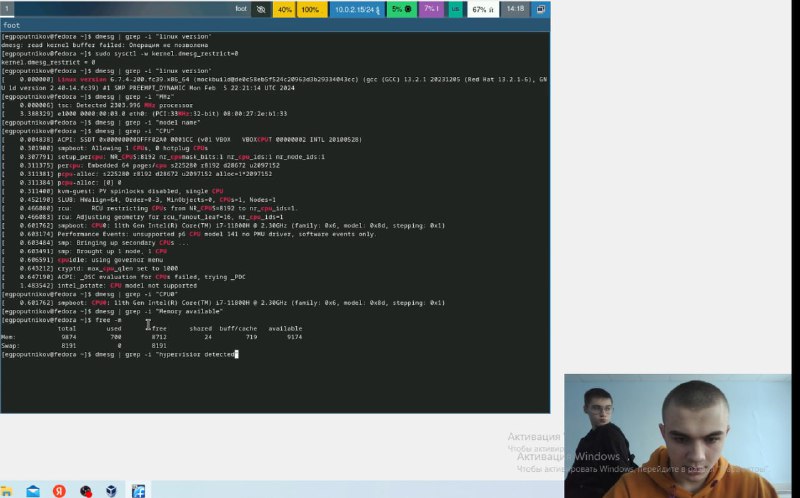 1 foot 40% 100% 10.0.2.15/24 5% 7% us 67% 14:18
foot
[egpoputnikov@fedora ~]$ dmesg | grep -i "linux version"
dmesg: read kernel buffer failed: Операция не позволена
[egpoputnikov@fedora ~]$ sudo sysctl -w kernel.dmesg_restrict=0
kernel.dmesg_restrict = 0
[egpoputnikov@fedora ~]$ dmesg | grep -i "linux version"
[    0.000000] Linux version 6.7.4-200.fc39.x86_64 (gcc (GCC) 13.2.1 20231205 (Red Hat 13.2.1-6), GN
U ld version 2.40-14.fc39) #1 SMP PREEMPT_DYNAMIC Mon Feb  5 22:21:14 UTC 2024
[egpoputnikov@fedora ~]$ dmesg | grep -i "MHz"
[    0.000006] tsc: Detected 2303.996 MHz processor
[    3.388329] e1000 0000:00:03.0 eth0: (PCI:33MHz:32-bit) 08:00:27:2e:b1:33
[egpoputnikov@fedora ~]$ dmesg | grep -i "model name"
[egpoputnikov@fedora ~]$ dmesg | grep -i "CPU"
[    0.004838] ACPI: SSDT 0x00000000DFFF02A0 0001CC (v01 VBOX   VBOXCPUT 00000002 INTL 20100528)
[    0.301900] smpboot: Allowing 1 CPUs, 0 hotplug CPUs
[    0.307791] setup_percpu: NR_CPUS:8192 nr_cpumask_bits:1 nr_cpu_ids:1 nr_node_ids:1
[    0.311375] percpu: Embedded 64 pages/cpu s225280 r8192 d28672 u2097152
[    0.311384] pcpu-alloc: s225280 r8192 d28672 u2097152 alloc=1*2097152
[    0.311384] pcpu-alloc: [0] 0
[    0.311400] kvm-guest: PV spinlocks disabled, single CPU
[    0.452190] SLUB: HWalign=64, Order=0-3, MinObjects=0, CPUs=1, Nodes=1
[    0.466080] rcu:     RCU restricting CPUs from NR_CPUS=8192 to nr_cpu_ids=1.
[    0.466083] rcu: Adjusting geometry for rcu_fanout_leaf=16, nr_cpu_ids=1
[    0.601762] smpboot: CPU0: 11th Gen Intel(R) Core(TM) i7-11800H @ 2.30GHz (family: 0x6, model: 0x8d, stepping: 0x1)
[    0.603174] Performance Events: unsupported p6 CPU model 141 no PMU driver, software events only.
[    0.603484] smp: Bringing up secondary CPUs ...
[    0.603491] smp: Brought up 1 node, 1 CPU
[    0.606591] cpuidle: using governor menu
[    0.643212] cryptd: max_cpu_qlen set to 1000
[    0.647190] ACPI: _OSC evaluation for CPUs failed, trying _PDC
[    1.483542] intel_pstate: CPU model not supported
[egpoputnikov@fedora ~]$ dmesg | grep -i "CPU0"
[    0.601762] smpboot: CPU0: 11th Gen Intel(R) Core(TM) i7-11800H @ 2.30GHz (family: 0x6, model: 0x8d, stepping: 0x1)
[egpoputnikov@fedora ~]$ dmesg | grep -i "Memory available"
[egpoputnikov@fedora ~]$ free -m
total used free shared buff/cache available
Mem: 9874 700 8712 24 719 9174
Swap: 8191 0 8191
[egpoputnikov@fedora ~]$ dmesg | grep -i "hypervisior detected"
Активация
Чтобы
Активация Windows
Чтобы активировать Windows, перейдите в раздел "Параметры".